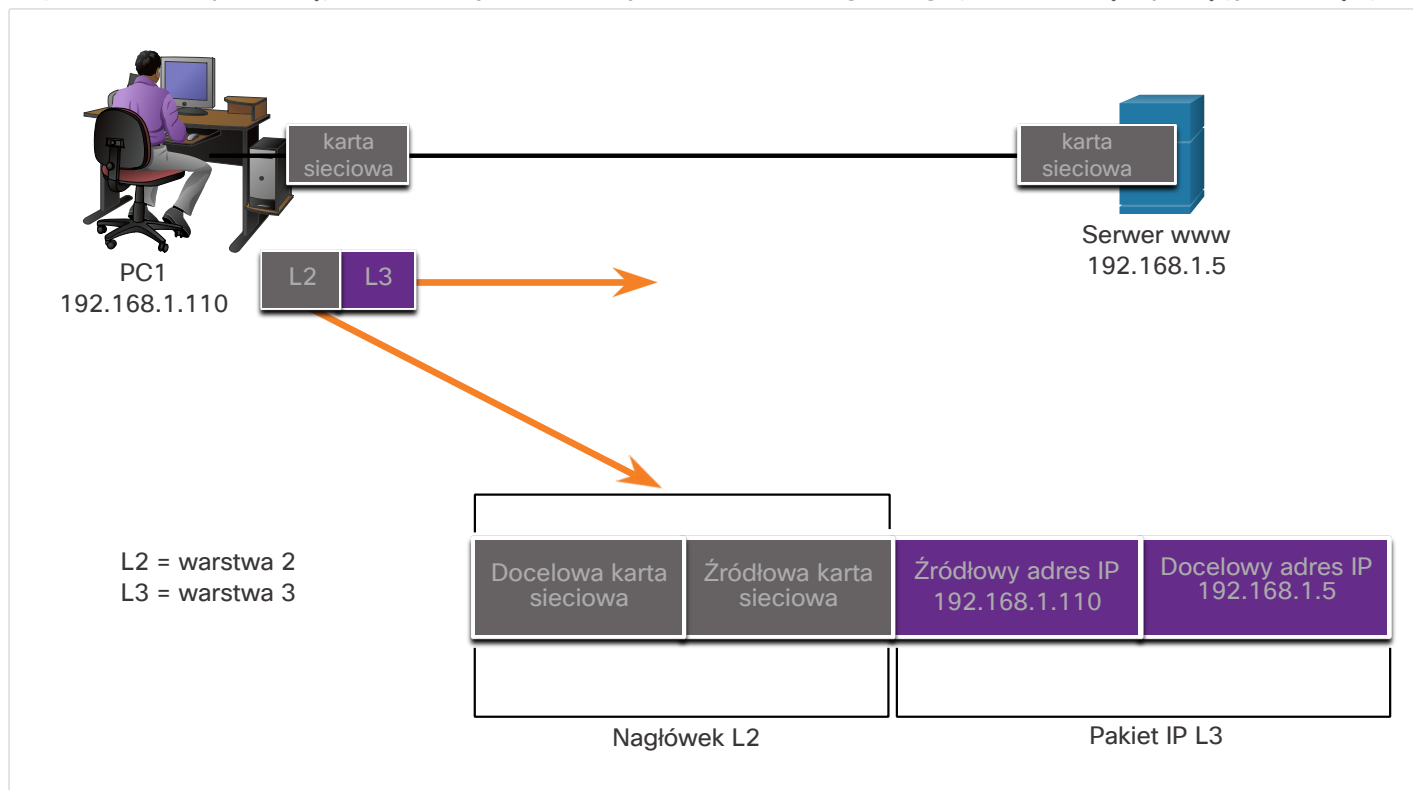 karta
sieciowa
karta
sieciowa
Serwer www
192.168.1.5
PC1
192.168.1.110
L2
L3
L2 = warstwa 2
L3 = warstwa 3
Docelowa karta
sieciowa
Źródłowa karta
sieciowa
Źródłowy adres IP
192.168.1.110
Docelowy adres IP
192.168.1.5
Nagłówek L2
Pakiet IP L3